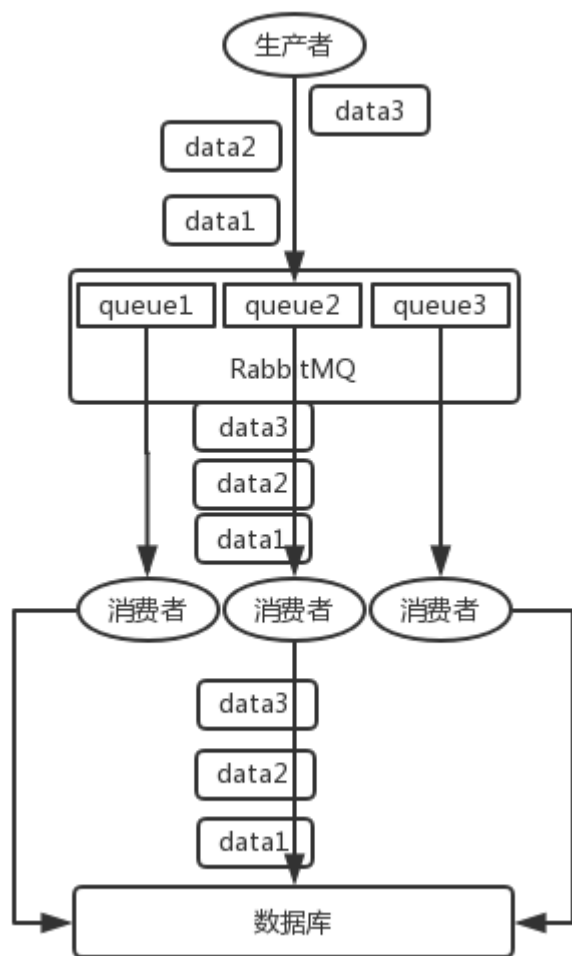 生产者
data3
data2
data1
queue1 queue2 queue3
RabbitMQ
data3
data2
data1
消费者 消费者 消费者
data3
data2
data1
数据库